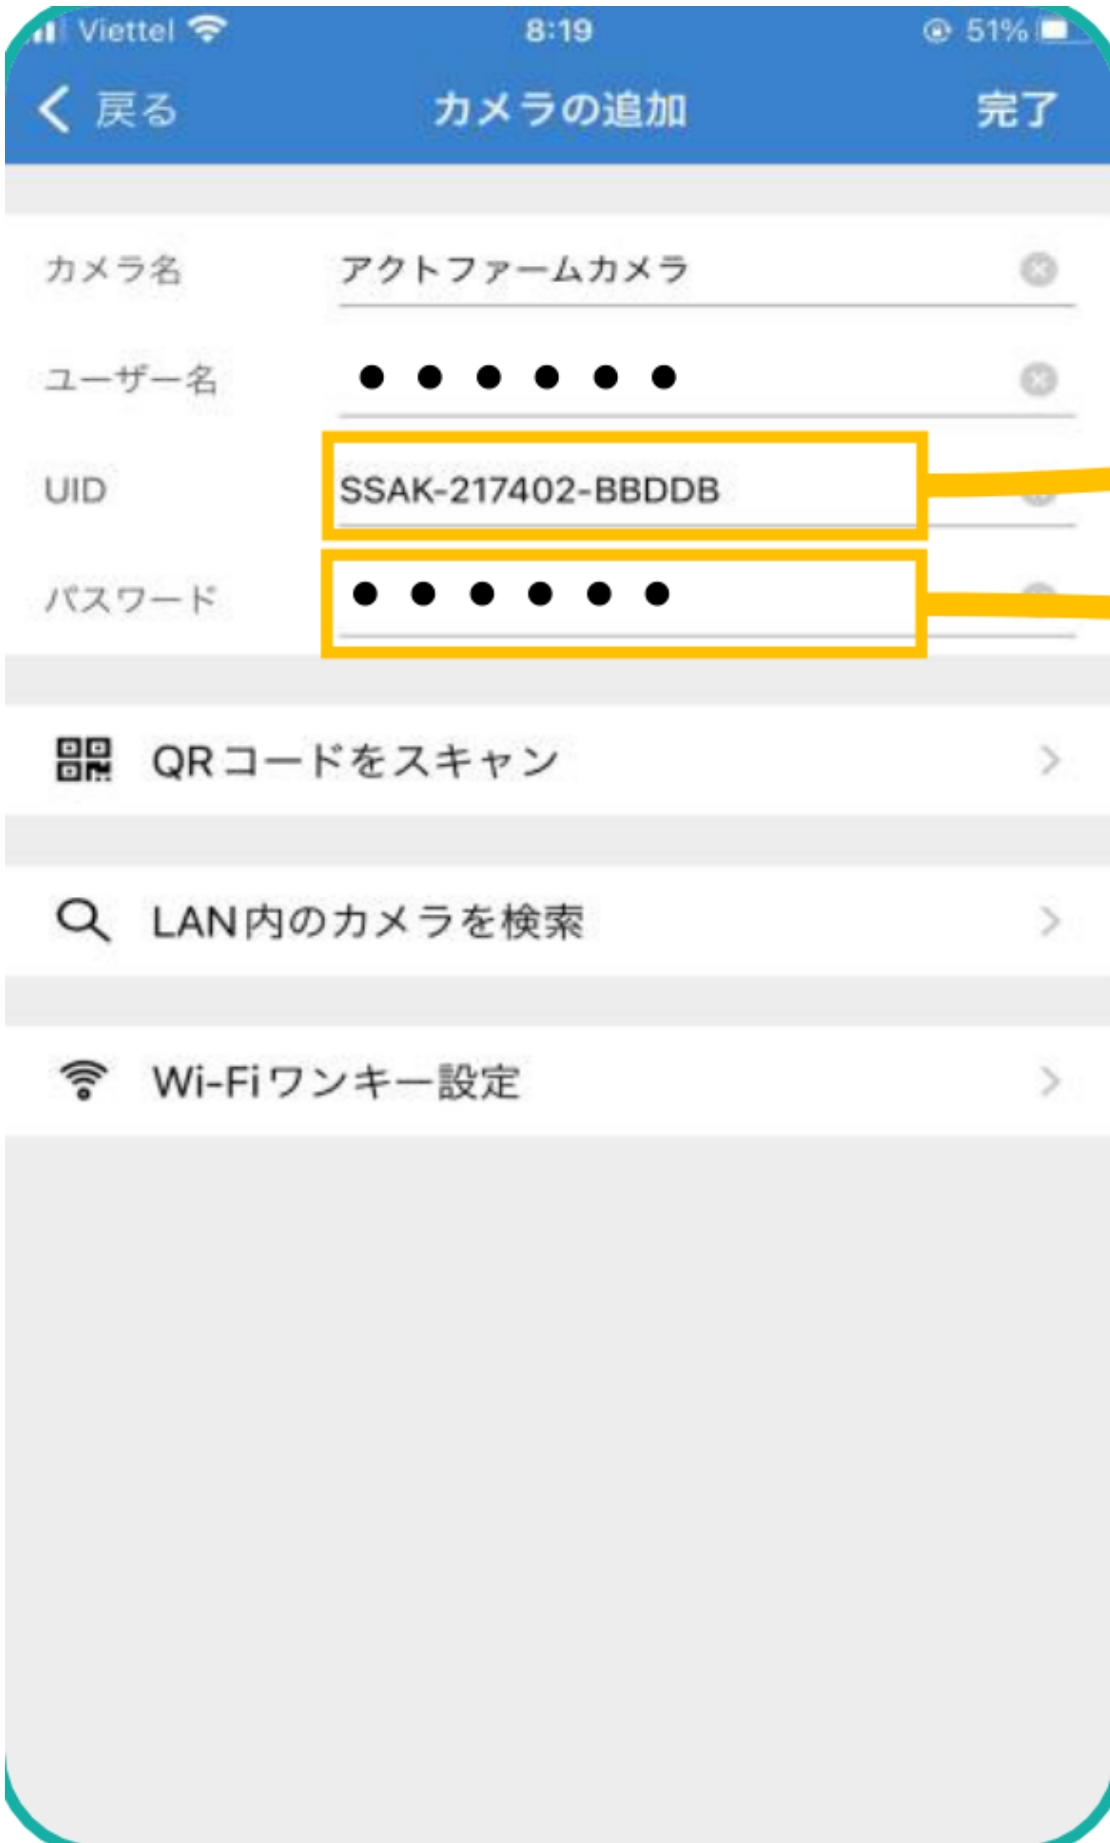 Viettel 8:19 51%
戻る カメラの追加 完了
カメラ名 アクトファームカメラ
ユーザー名 ● ● ● ● ● ●
UID SSAK-217402-BBDDB
パスワード ● ● ● ● ● ●
QRコードをスキャン
LAN内のカメラを検索
Wi-Fiワンキー設定